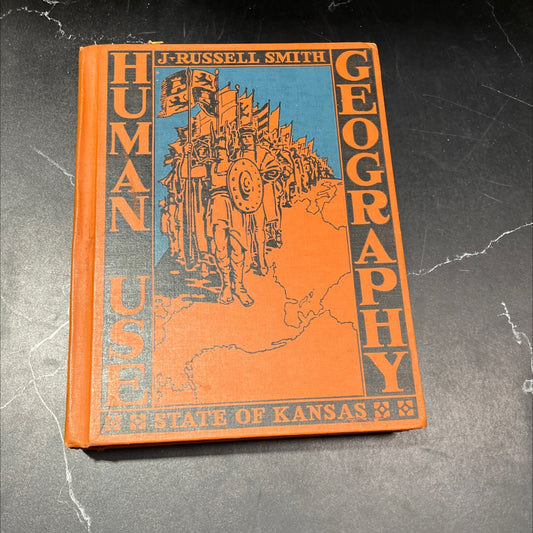 J· RUSSELL SMITH
HUMAN USE
GEOGRAPHY
STATE OF KANSAS